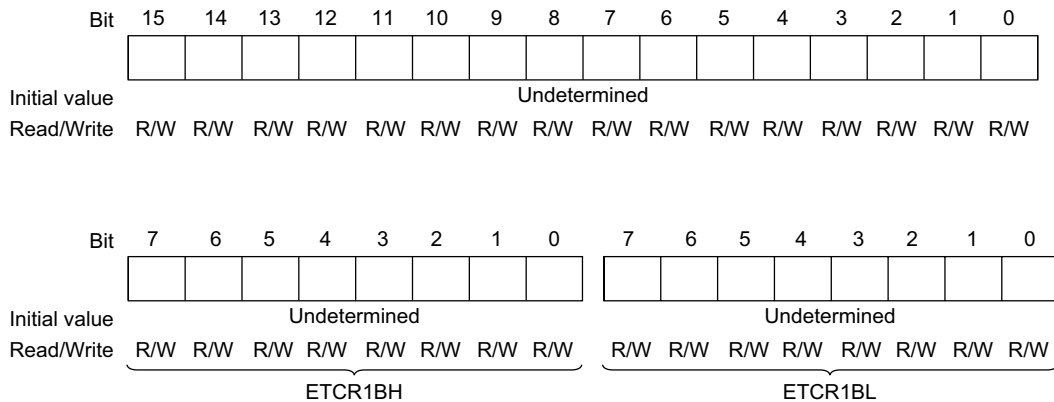 Bit 15 14 13 12 11 10 9 8 7 6 5 4 3 2 1 0
Initial value Undetermined
Read/Write R/W R/W R/W R/W R/W R/W R/W R/W R/W R/W R/W R/W R/W R/W R/W R/W
Bit 7 6 5 4 3 2 1 0 7 6 5 4 3 2 1 0
Initial value Undetermined Undetermined
Read/Write R/W R/W R/W R/W R/W R/W R/W R/W R/W R/W R/W R/W R/W R/W R/W R/W
ETCR1BH ETCR1BL